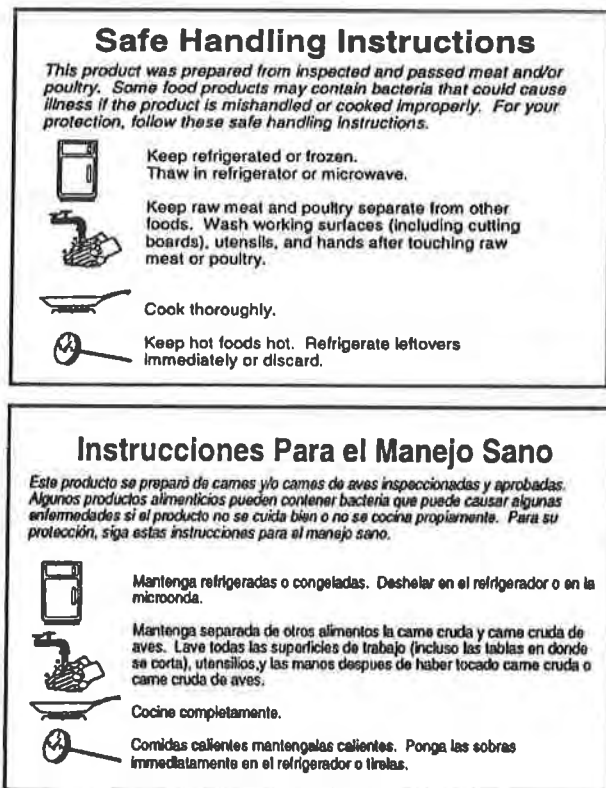 Safe Handling Instructions
This product was prepared from inspected and passed meat and/or
poultry. Some food products may contain bacteria that could cause
illness if the product is mishandled or cooked improperly. For your
protection, follow these safe handling instructions.
Keep refrigerated or frozen.
Thaw in refrigerator or microwave.
Keep raw meat and poultry separate from other
foods. Wash working surfaces (including cutting
boards), utensils, and hands after touching raw
meat or poultry.
Cook thoroughly.
Keep hot foods hot. Refrigerate leftovers
immediately or discard.
Instrucciones Para el Manejo Sano
Este producto se preparó de carnes y/o carnes de aves inspeccionadas y aprobadas.
Algunos productos alimenticios pueden contener bacteria que puede causar algunas
enfermedades si el producto no se cuida bien o no se cocina propiamente. Para su
protección, siga estas instrucciones para el manejo sano.
Mantenga refrigeradas o congeladas. Deshelar en el refrigerador o en la
microonda.
Mantenga separada de otros alimentos la carne cruda y carne cruda de
aves. Lave todas las superficies de trabajo (incluso las tablas en donde
se corta), utensilios,y las manos despues de haber tocado carne cruda o
carne cruda de aves.
Cocine completamente.
Comidas calientes mantengalas calientes. Ponga las sobras
immediatamente en el refrigerador o tirelas.